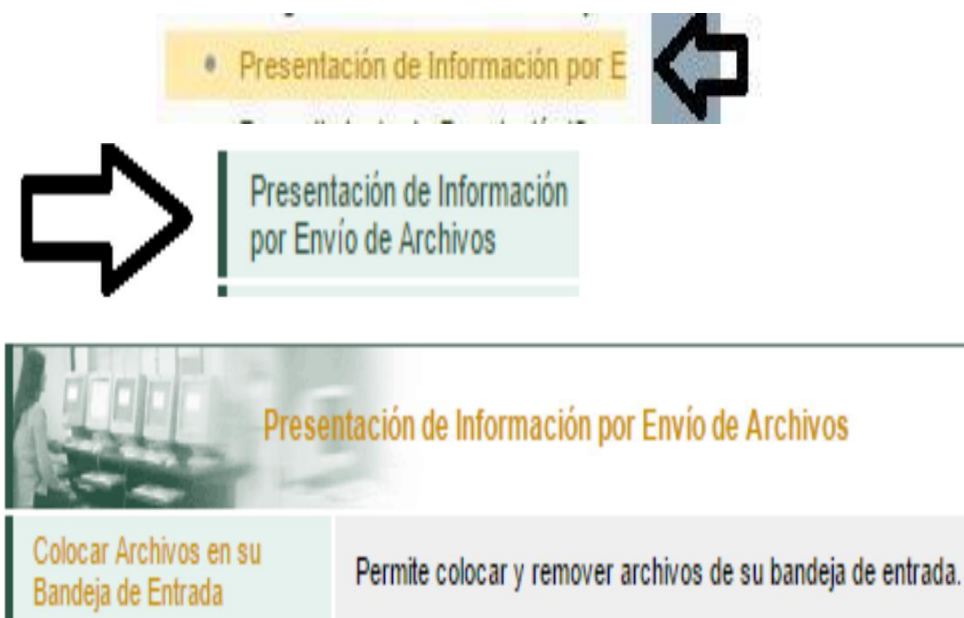 Presentación de Información por E
Presentación de Información
por Envío de Archivos
Presentación de Información por Envío de Archivos
Colocar Archivos en su
Bandeja de Entrada
Permite colocar y remover archivos de su bandeja de entrada.